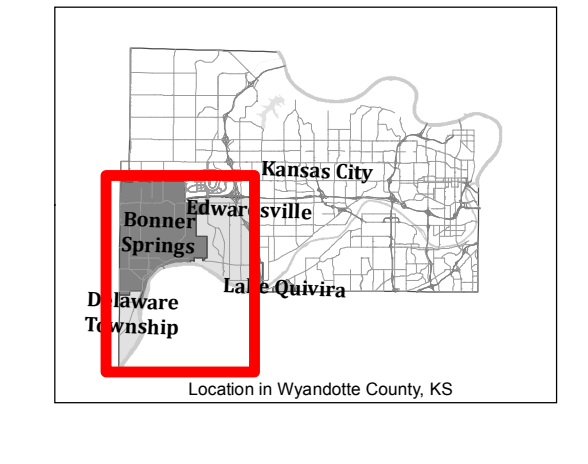 Kansas City
Edwardsville
Bonner
Springs
Lake Quivira
Delaware
Township
Location in Wyandotte County, KS